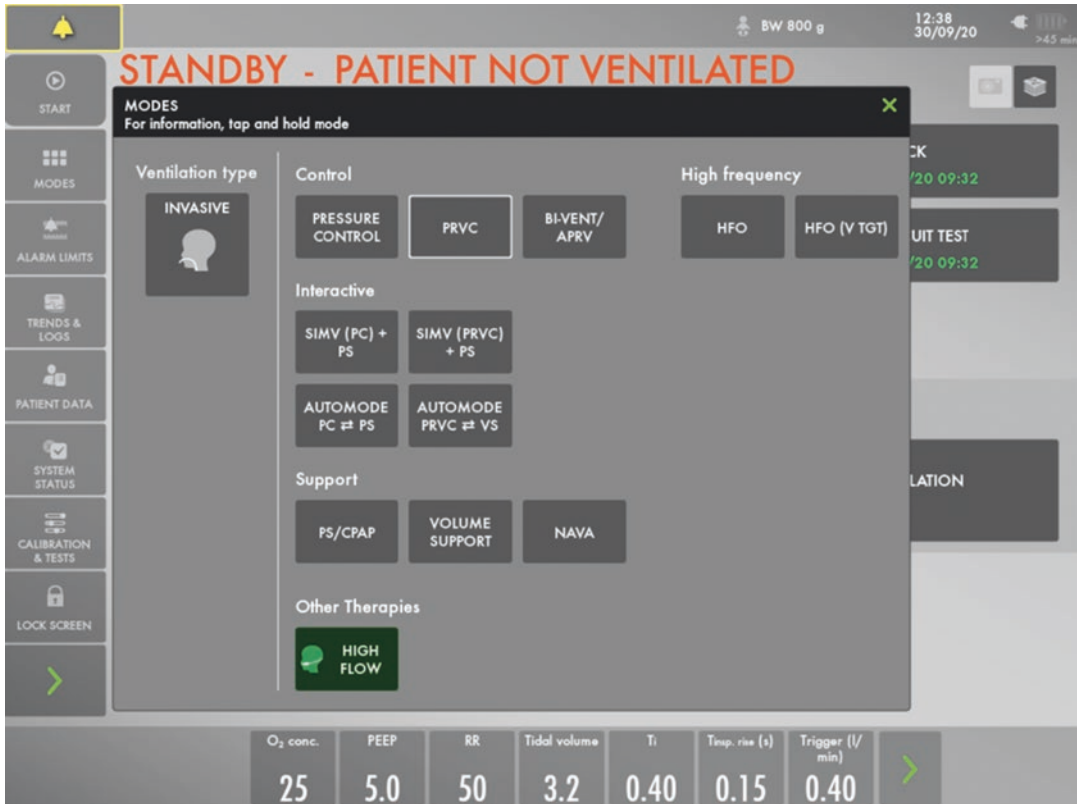 BW 800 g
12:38
30/09/20
>45 min
STANDBY - PATIENT NOT VENTILATED
START
MODES
ALARM LIMITS
TRENDS &
LOGS
PATIENT DATA
SYSTEM
STATUS
CALIBRATION
& TESTS
LOCK SCREEN
MODES
For information, tap and hold mode
Ventilation type
INVASIVE
Control
PRESSURE
CONTROL
PRVC
BI-VENT/
APRV
High frequency
HFO
HFO (V TGT)
Interactive
SIMV (PC) +
PS
SIMV (PRVC)
+ PS
AUTOMODE
PC ⇄ PS
AUTOMODE
PRVC ⇄ VS
Support
PS/CPAP
VOLUME
SUPPORT
NAVA
Other Therapies
HIGH
FLOW
CK
/20 09:32
UIT TEST
/20 09:32
LATION
O₂ conc.
25
PEEP
5.0
RR
50
Tidal volume
3.2
Ti
0.40
Tinsp. rise (s)
0.15
Trigger (l/
min)
0.40